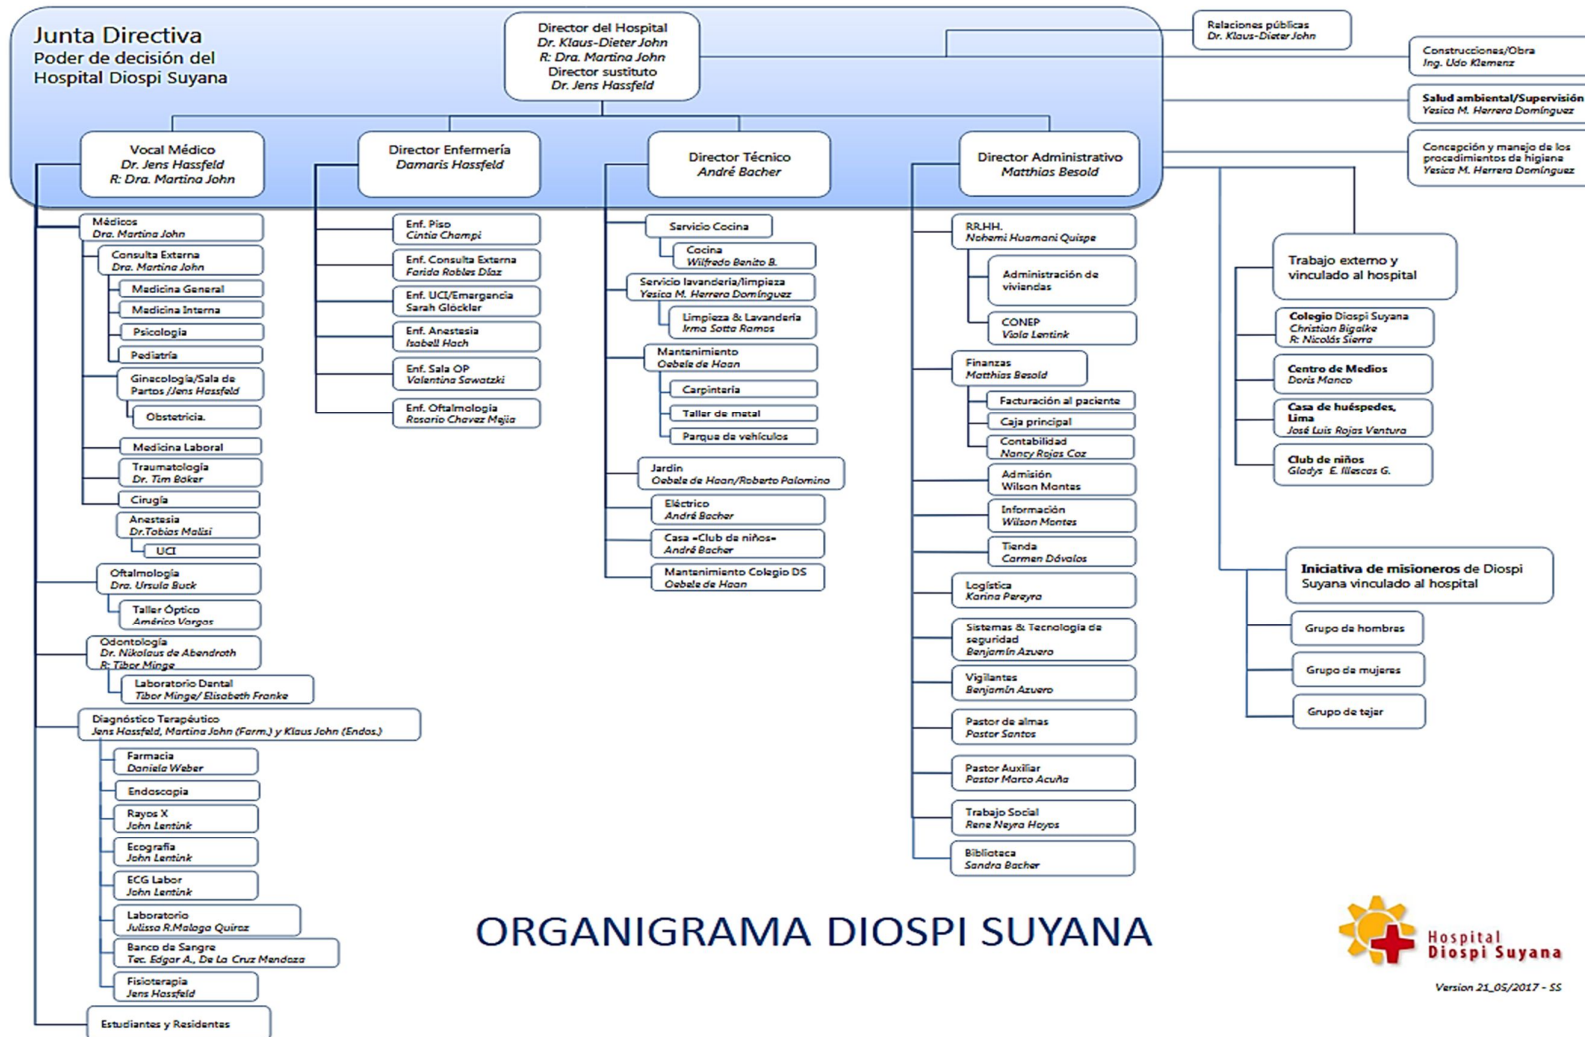 Junta Directiva
Poder de decisión del
Hospital Diospi Suyana
Director del Hospital
Dr. Klaus-Dieter John
R: Dra. Martina John
Director sustituto
Dr. Jens Hassfeld
Relaciones públicas
Dr. Klaus-Dieter John
Construcciones/Obra
Ing. Udo Klemenz
Salud ambiental/Supervisión
Yesica M. Herrera Domínguez
Concepción y manejo de los
procedimientos de higiene
Yesica M. Herrera Domínguez
Vocal Médico
Dr. Jens Hassfeld
R: Dra. Martina John
Director Enfermería
Damaris Hassfeld
Director Técnico
André Bacher
Director Administrativo
Matthias Besold
Médicos
Dra. Martina John
Consulta Externa
Dra. Martina John
Medicina General
Medicina Interna
Psicología
Pediatría
Ginecología/Sala de
Partos /Jens Hassfeld
Obstetricia.
Medicina Laboral
Traumatología
Dr. Tim Böker
Cirugía
Anestesia
Dr.Tobias Malisi
UCI
Oftalmología
Dra. Ursula Buck
Taller Óptico
Américo Vargas
Odontología
Dr. Nikolaus de Abendroth
R: Tibor Minge
Laboratorio Dental
Tibor Minge/ Elisabeth Franke
Diagnóstico Terapéutico
Jens Hassfeld, Martina John (Farm.) y Klaus John (Endos.)
Farmacia
Daniela Weber
Endoscopia
Rayos X
John Lentink
Ecografía
John Lentink
ECG Labor
John Lentink
Laboratorio
Julissa R.Malaga Quiroz
Banco de Sangre
Tec. Edgar A., De La Cruz Mendoza
Fisioterapia
Jens Hassfeld
Estudiantes y Residentes
Enf. Piso
Cintia Champi
Enf. Consulta Externa
Farida Robles Díaz
Enf. UCI/Emergencia
Sarah Glöckler
Enf. Anestesia
Isabell Hach
Enf. Sala OP
Valentina Sawatzki
Enf. Oftalmología
Rosario Chavez Mejia
Servicio Cocina
Cocina
Wilfredo Benito B.
Servicio lavandería/limpieza
Yesica M. Herrera Domínguez
Limpieza & Lavandería
Irma Sotta Ramos
Mantenimiento
Oebele de Haan
Carpintería
Taller de metal
Parque de vehículos
Jardín
Oebele de Haan/Roberto Palomino
Eléctrico
André Bacher
Casa «Club de niños»
André Bacher
Mantenimiento Colegio DS
Oebele de Haan
RR.HH.
Nohemi Huamani Quispe
Administración de
viviendas
CONEP
Viola Lentink
Finanzas
Matthias Besold
Facturación al paciente
Caja principal
Contabilidad
Nancy Rojas Coz
Admisión
Wilson Montes
Información
Wilson Montes
Tienda
Carmen Dávalos
Logística
Karina Pereyra
Sistemas & Tecnología de
seguridad
Benjamín Azuero
Vigilantes
Benjamín Azuero
Pastor de almas
Pastor Santos
Pastor Auxiliar
Pastor Marco Acuña
Trabajo Social
Rene Neyra Hoyos
Biblioteca
Sandra Bacher
Trabajo externo y
vinculado al hospital
Colegio Diospi Suyana
Christian Bigalke
R: Nicolás Sierra
Centro de Medios
Doris Manco
Casa de huéspedes,
Lima
José Luis Rojas Ventura
Club de niños
Gladys E. Illescas G.
Iniciativa de misioneros de Diospi
Suyana vinculado al hospital
Grupo de hombres
Grupo de mujeres
Grupo de tejer
ORGANIGRAMA DIOSPI SUYANA
Hospital
Diospi Suyana
Version 21_05/2017 - SS